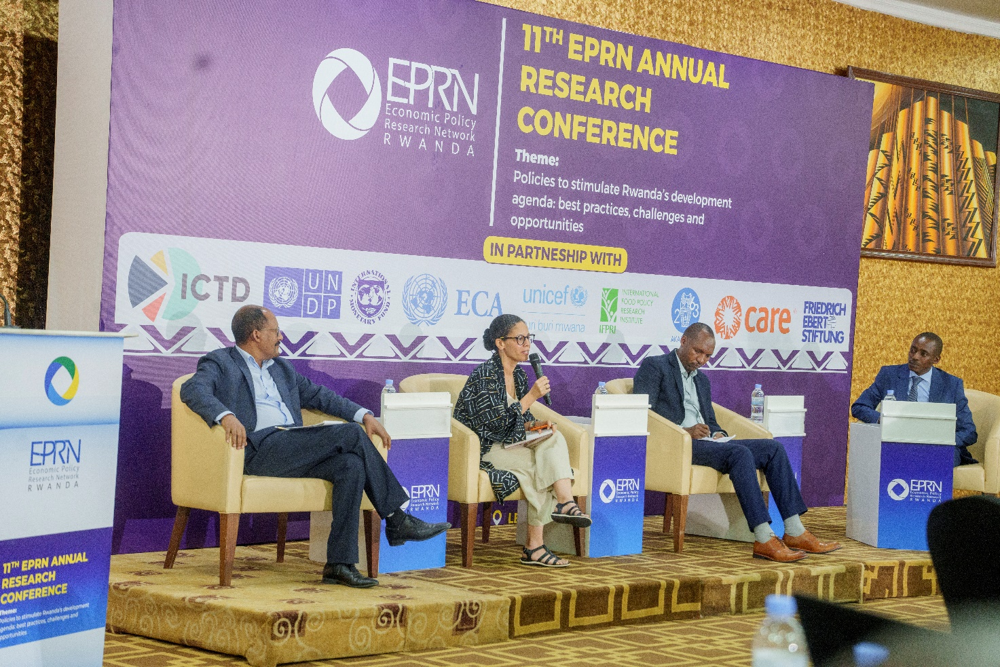 EPRN
Economic Policy
Research Network
RWANDA
11TH EPRN ANNUAL
RESEARCH
CONFERENCE
Theme:
Policies to stimulate Rwanda's development
agenda: best practices, challenges and
opportunities
IN PARTNESHIP WITH
ICTD
UN
DP
INTERNATIONAL
MONETARY FUND
ECA
unicef
buri mwana
INTERNATIONAL
FOOD POLICY
RESEARCH
INSTITUTE
IFPRI
care
FRIEDRICH
EBERT
STIFTUNG
EPRN
Economic Policy
Research Network
RWANDA
11TH EPRN ANNUAL
RESEARCH
CONFERENCE
Theme:
Policies to stimulate Rwanda's development
agenda: best practices, challenges and
opportunities
EPRN
Economic Policy
Research Network
RWANDA
EPRN
Economic Policy
Research Network
RWANDA
EPRN
Economic Policy
Research Network
RWANDA